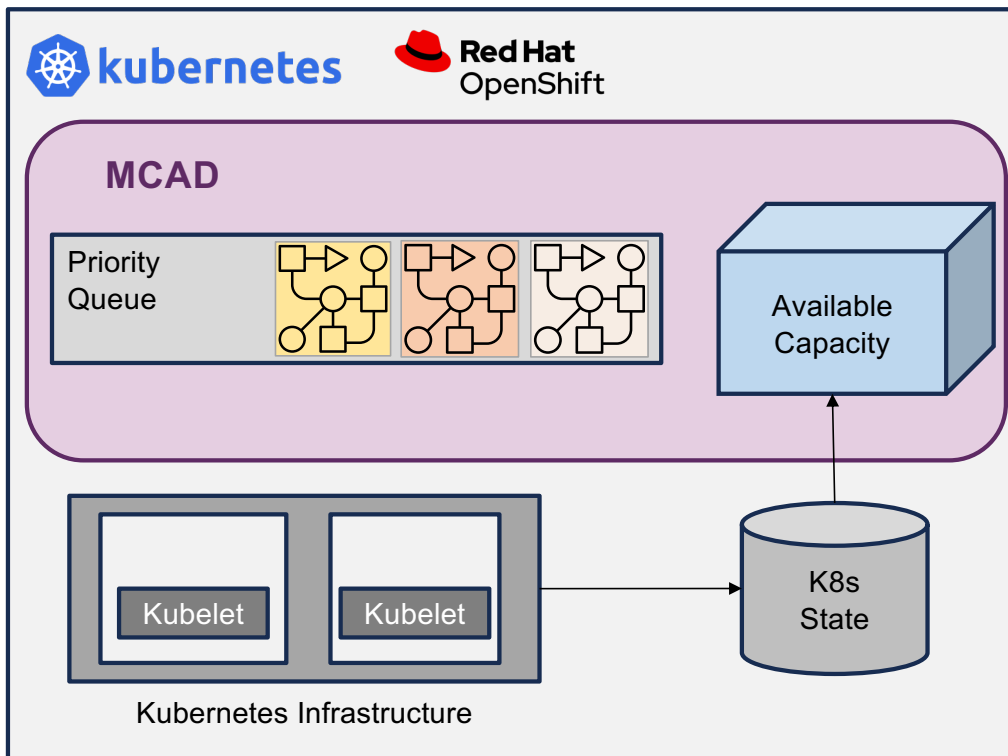 kubernetes
Red Hat
OpenShift
MCAD
Priority
Queue
Available
Capacity
Kubelet
Kubelet
K8s
State
Kubernetes Infrastructure